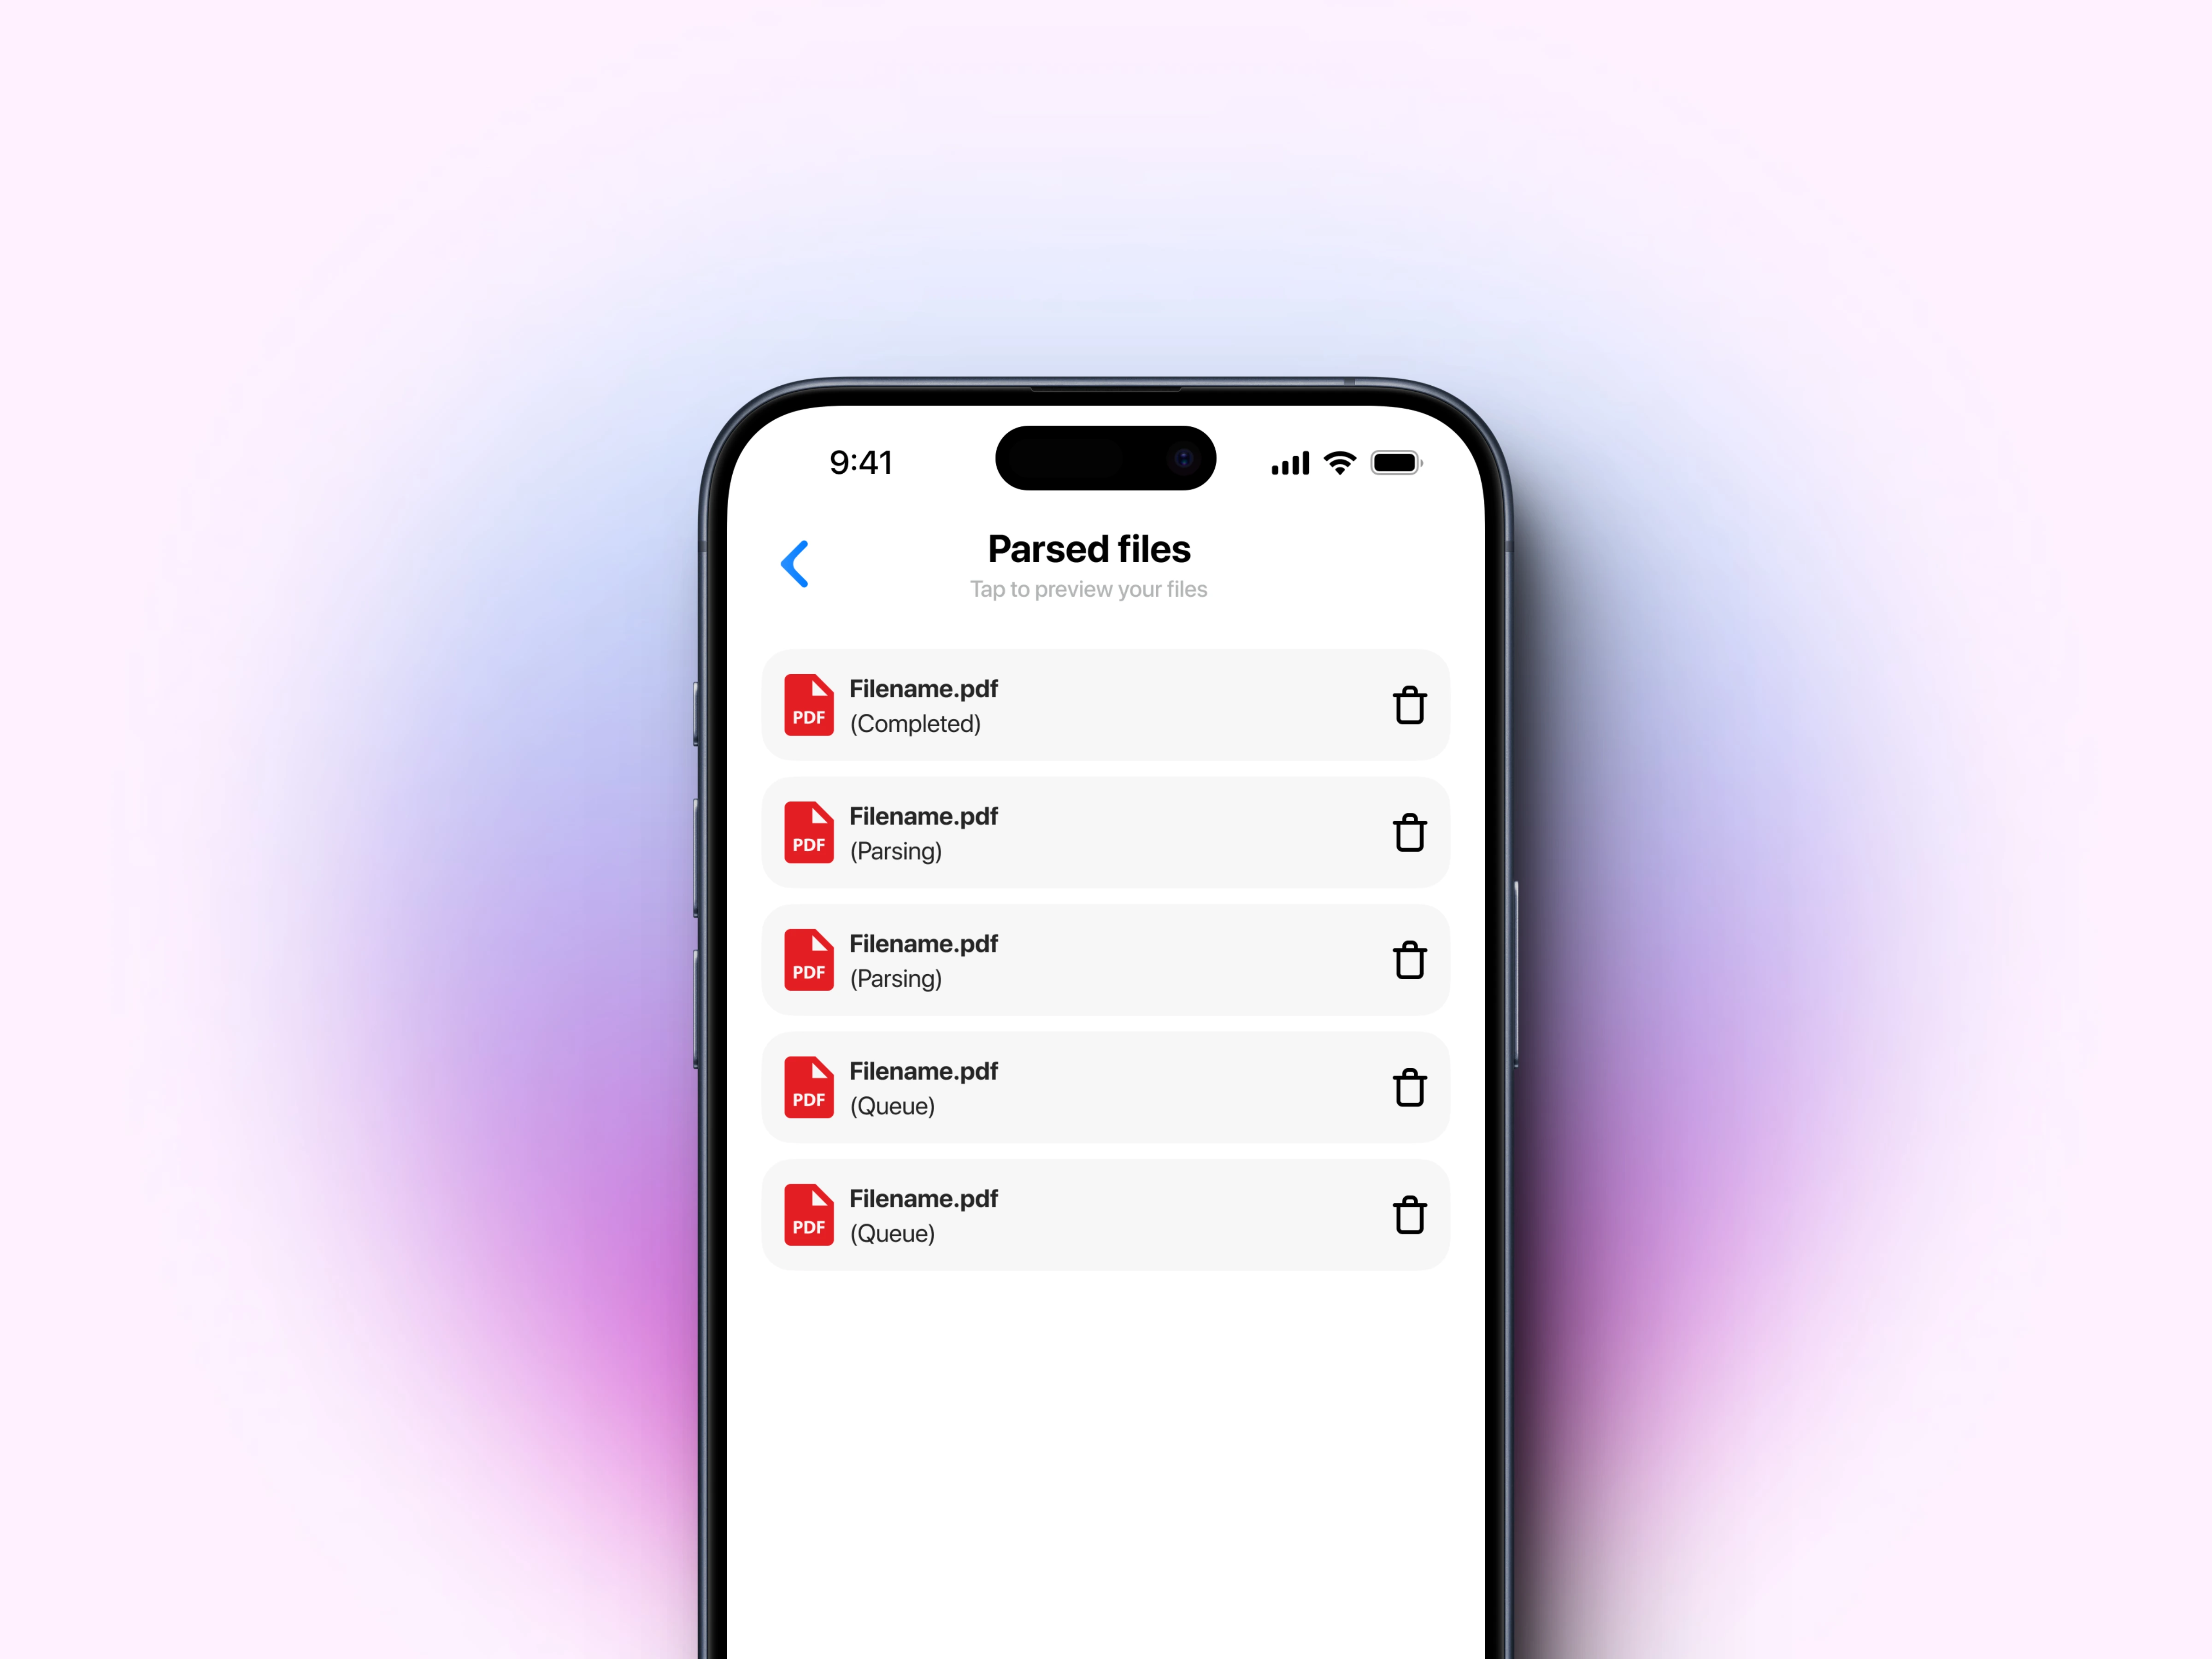 9:41
Parsed files
Tap to preview your files
PDF
Filename.pdf
(Completed)
PDF
Filename.pdf
(Parsing)
PDF
Filename.pdf
(Parsing)
PDF
Filename.pdf
(Queue)
PDF
Filename.pdf
(Queue)